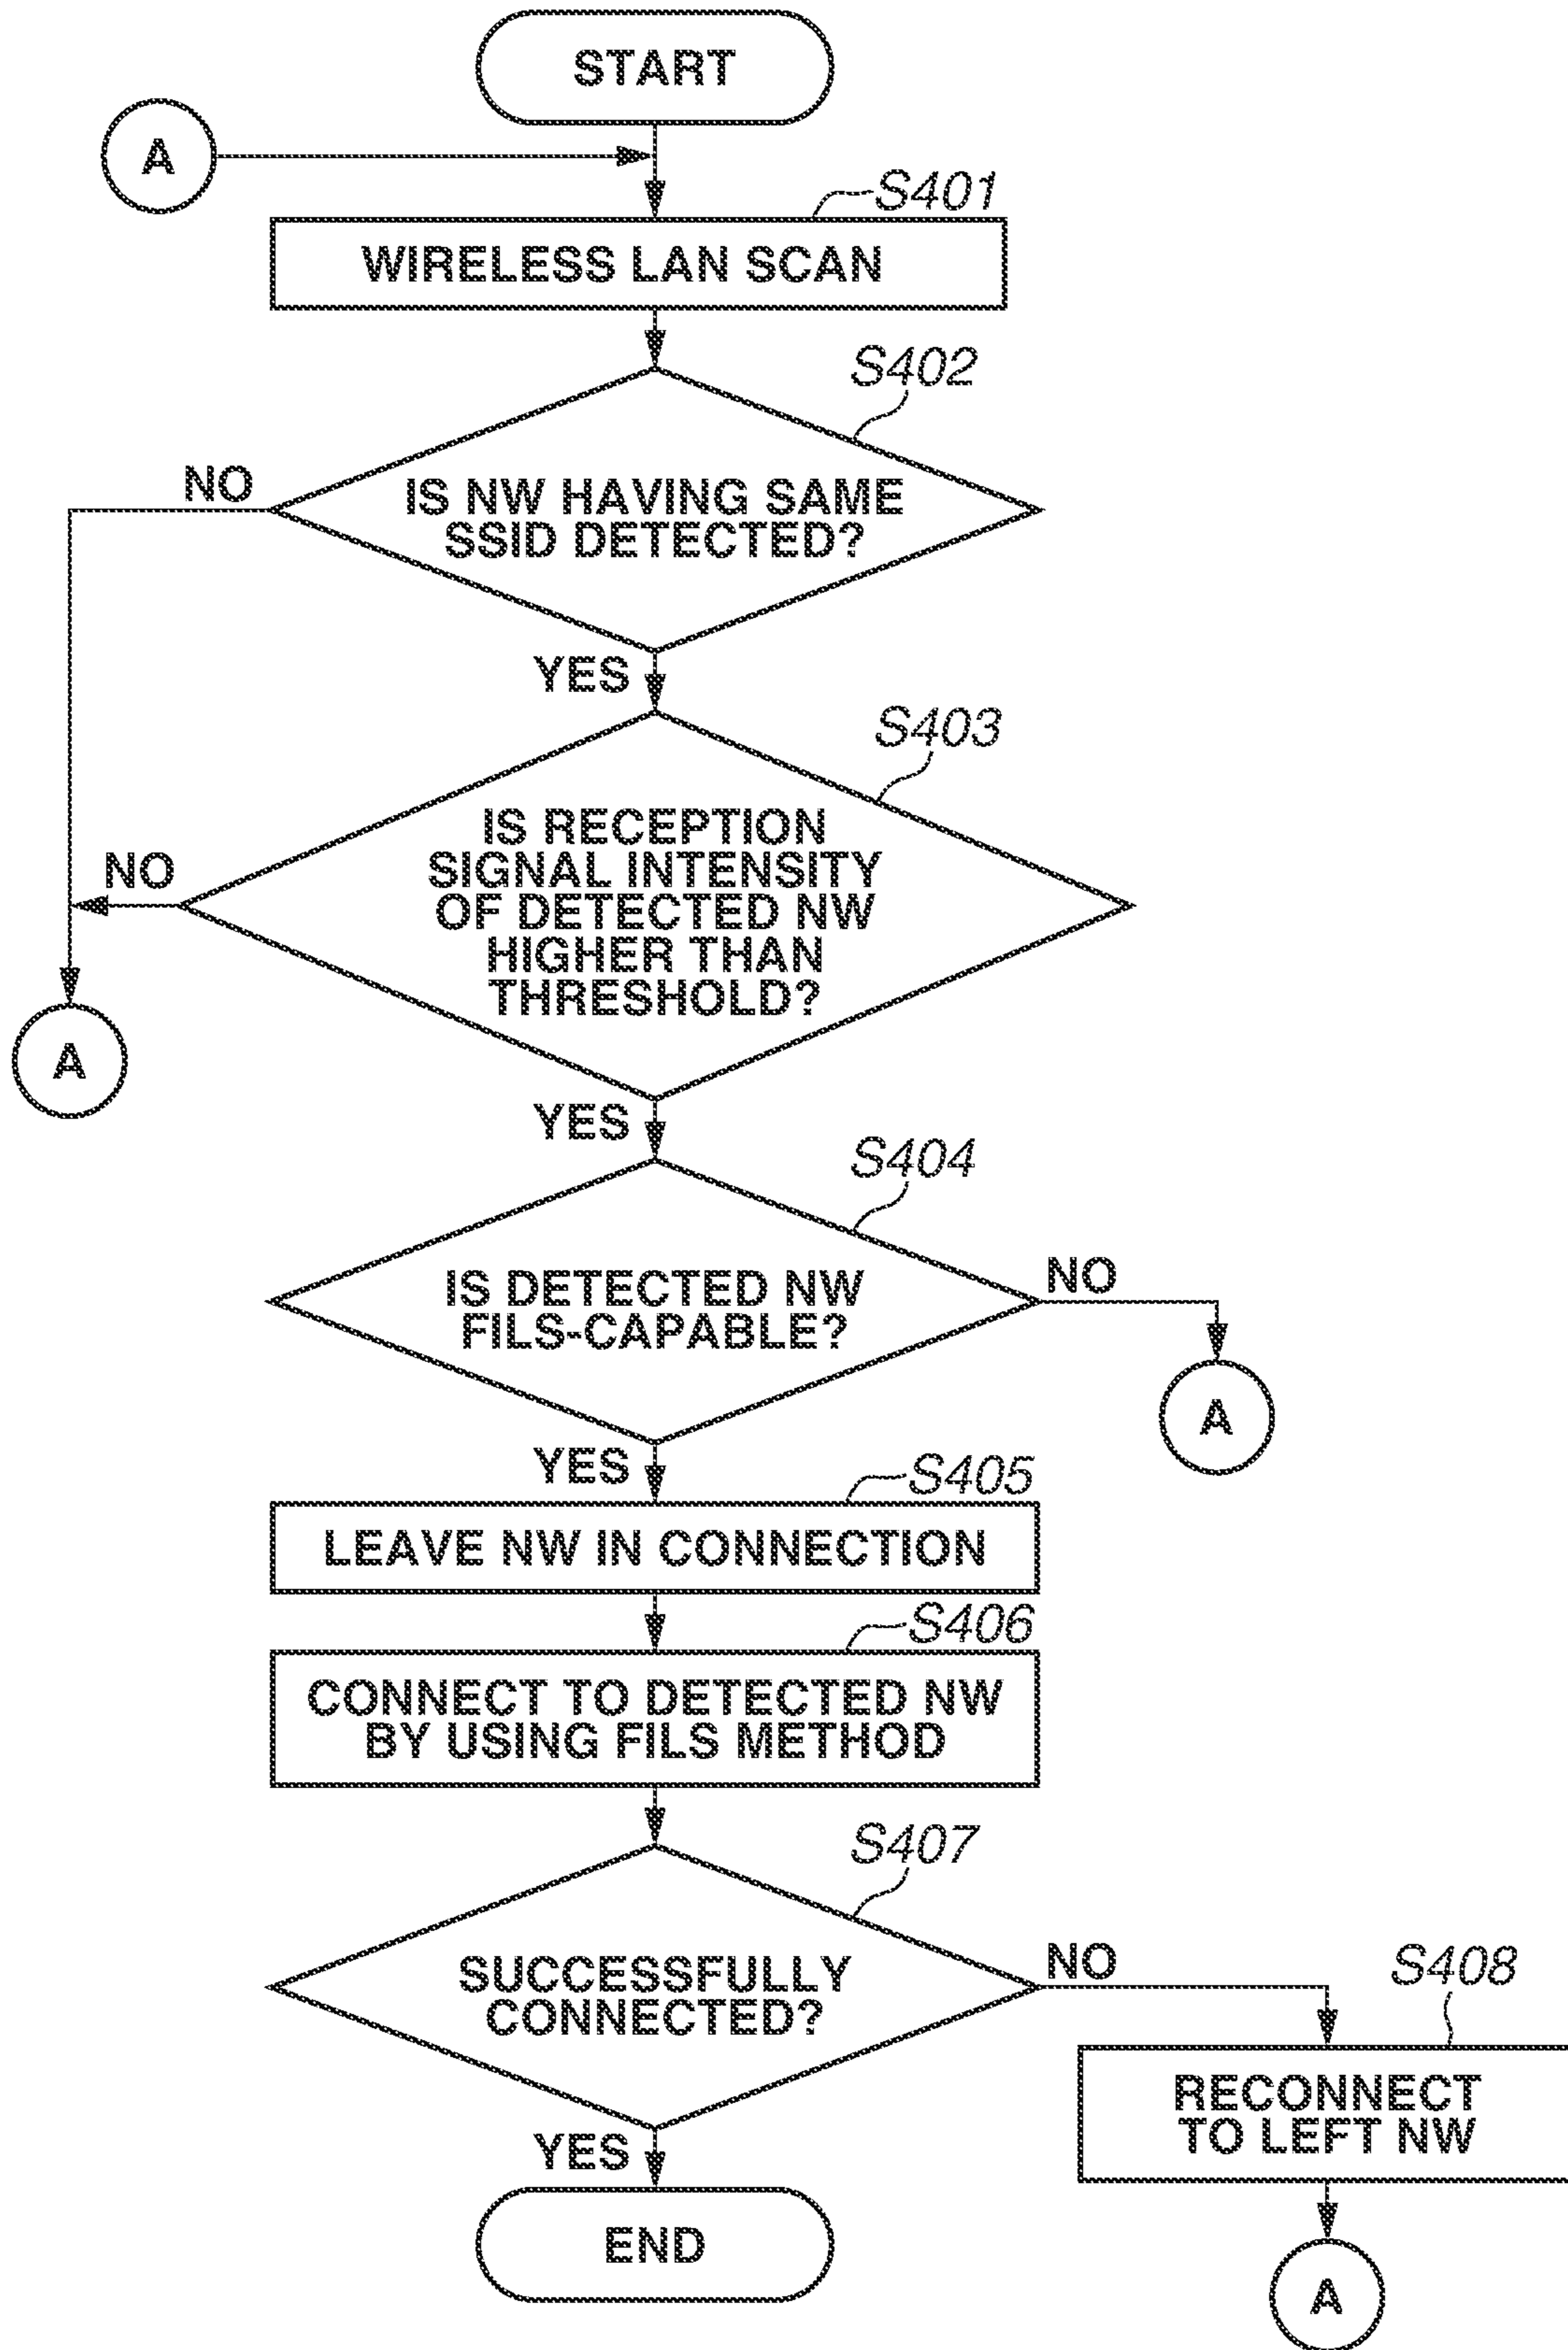 START
A
S401
WIRELESS LAN SCAN
S402
NO
IS NW HAVING SAME
SSID DETECTED?
YES
S403
NO
IS RECEPTION
SIGNAL INTENSITY
OF DETECTED NW
HIGHER THAN
THRESHOLD?
A
YES
S404
IS DETECTED NW
FILS-CAPABLE?
NO
A
YES
S405
LEAVE NW IN CONNECTION
S406
CONNECT TO DETECTED NW
BY USING FILS METHOD
S407
SUCCESSFULLY
CONNECTED?
NO
S408
RECONNECT
TO LEFT NW
YES
END
A